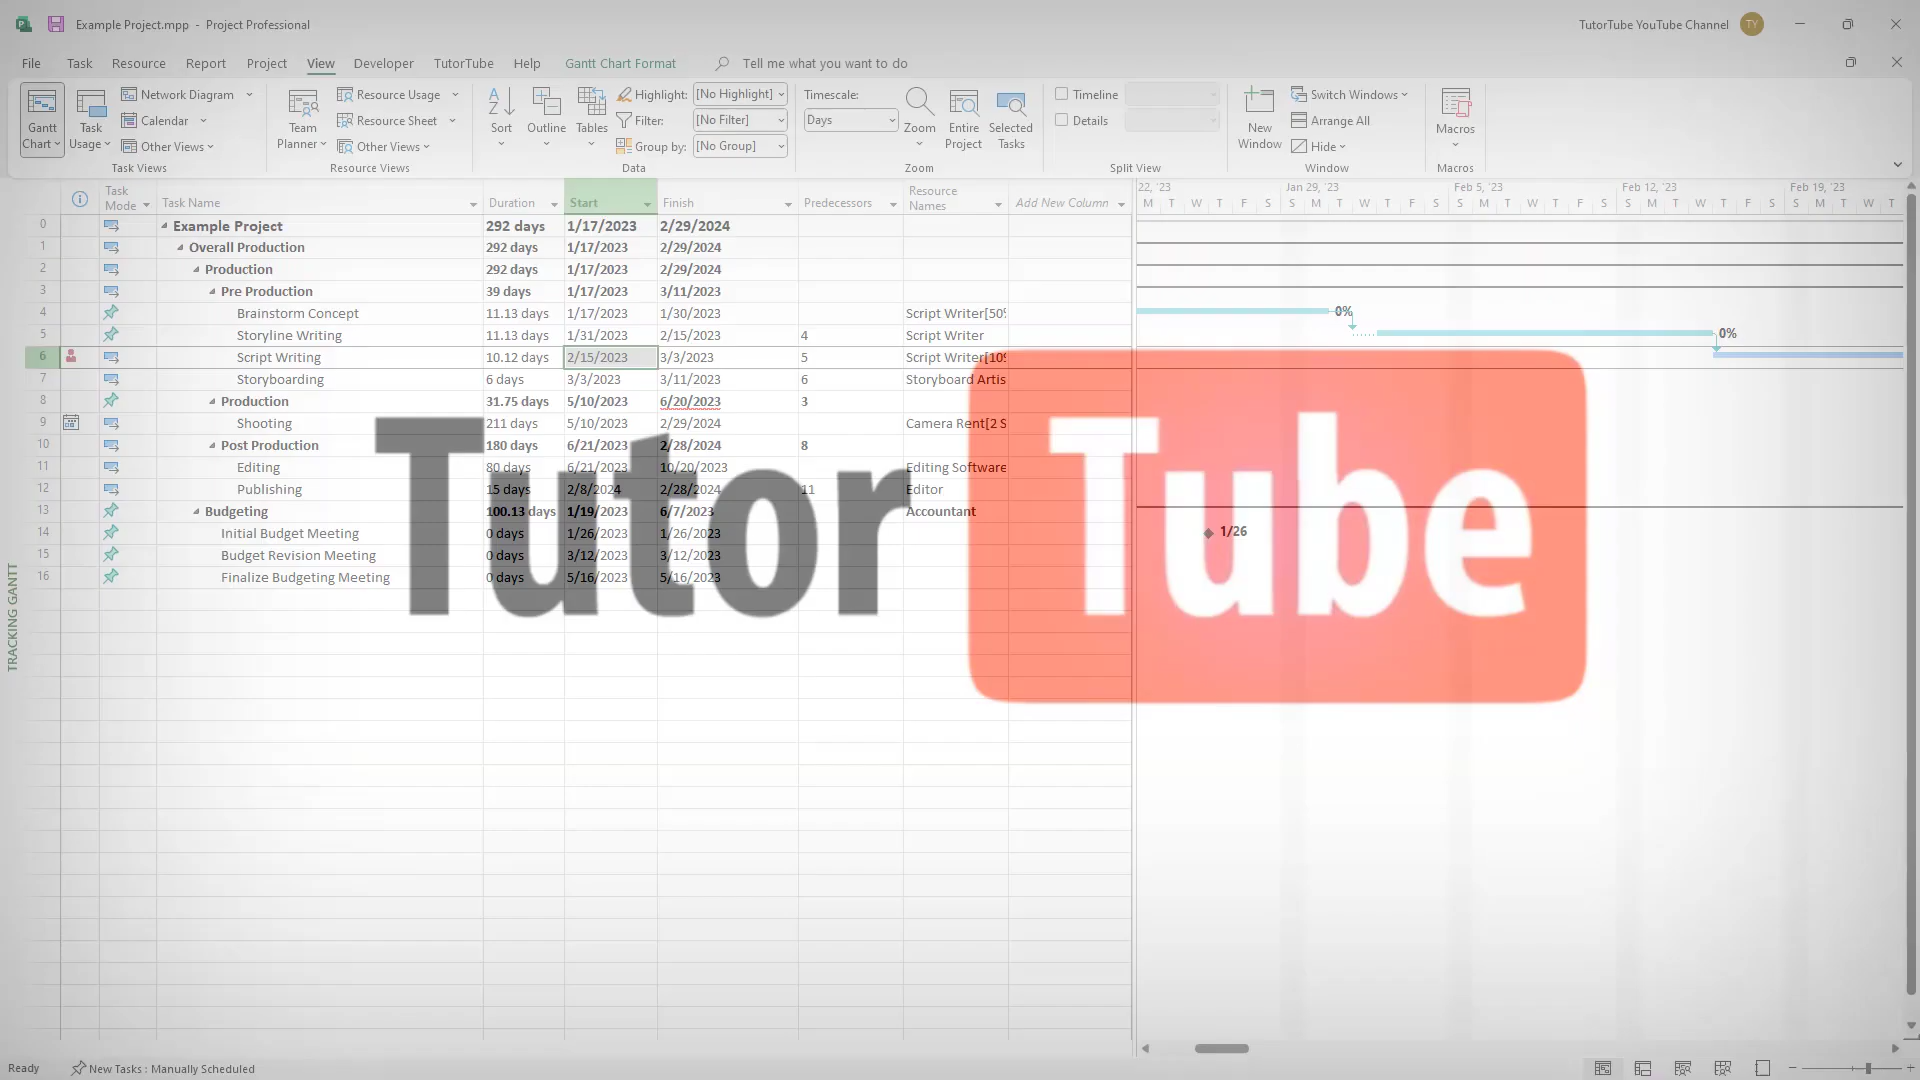 Example Project.mpp - Project Professional
TutorTube YouTube Channel TY
File Task Resource Report Project View Developer TutorTube Help Gantt Chart Format Tell me what you want to do
Gantt Chart
Task Usage
Network Diagram
Calendar
Other Views
Task Views
Team Planner
Resource Usage
Resource Sheet
Other Views
Resource Views
Sort
Outline
Tables
Highlight: [No Highlight]
Filter: [No Filter]
Group by: [No Group]
Data
Timescale:
Days
Zoom
Entire Project
Selected Tasks
Zoom
Timeline
Details
Split View
New Window
Switch Windows
Arrange All
Hide
Window
Macros
Macros
Task Mode Task Name Duration Start Finish Predecessors Resource Names Add New Column
22, '23 Jan 29, '23 Feb 5, '23 Feb 12, '23 Feb 19, '23
M T W T F S S M T W T F S S M T W T F S S M T W T F S S M T W T
0 Example Project 292 days 1/17/2023 2/29/2024
1 Overall Production 292 days 1/17/2023 2/29/2024
2 Production 292 days 1/17/2023 2/29/2024
3 Pre Production 39 days 1/17/2023 3/11/2023
4 Brainstorm Concept 11.13 days 1/17/2023 1/30/2023 Script Writer[50% 0%
5 Storyline Writing 11.13 days 1/31/2023 2/15/2023 4 Script Writer 0%
6 Script Writing 10.12 days 2/15/2023 3/3/2023 5 Script Writer[109
7 Storyboarding 6 days 3/3/2023 3/11/2023 6 Storyboard Artis
8 Production 31.75 days 5/10/2023 6/20/2023 3
9 Shooting 211 days 5/10/2023 2/29/2024 Camera Rent[2 S
10 Post Production 180 days 6/21/2023 2/28/2024 8
11 Editing 80 days 6/21/2023 10/20/2023 Editing Software
12 Publishing 15 days 2/8/2024 2/28/2024 11 Editor
13 Budgeting 100.13 days 1/19/2023 6/7/2023 Accountant
14 Initial Budget Meeting 0 days 1/26/2023 1/26/2023 1/26
15 Budget Revision Meeting 0 days 3/12/2023 3/12/2023
16 Finalize Budgeting Meeting 0 days 5/16/2023 5/16/2023
Tutor Tube
TRACKING GANTT
Ready New Tasks : Manually Scheduled